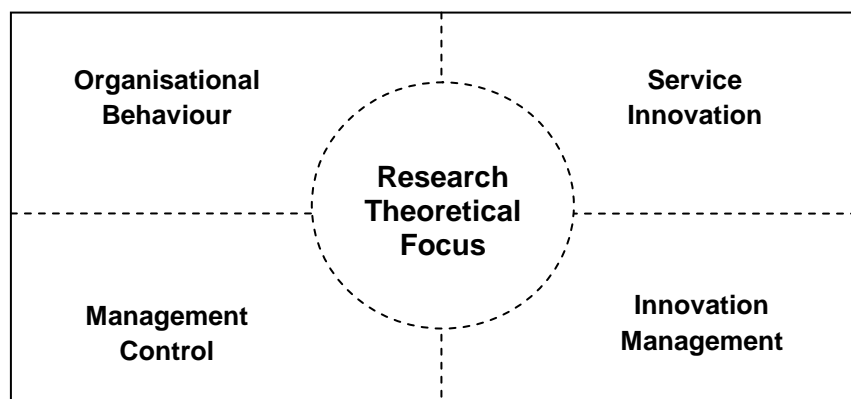 Organisational
Behaviour
Service
Innovation
Research
Theoretical
Focus
Management
Control
Innovation
Management